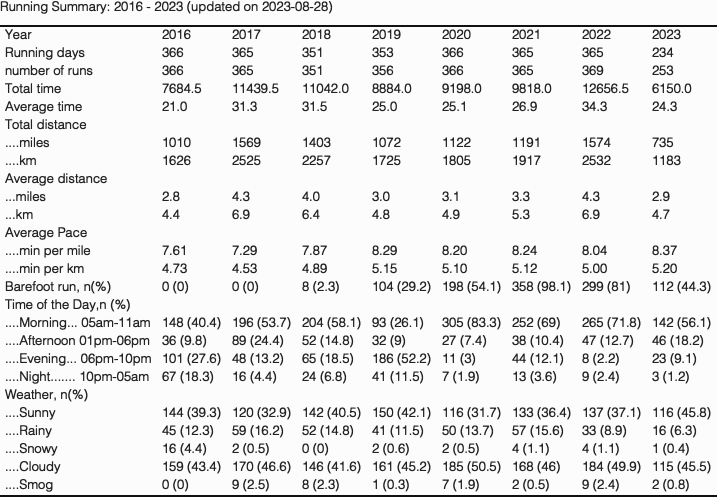 Running Summary: 2016 - 2023 (updated on 2023-08-28)
Year 2016 2017 2018 2019 2020 2021 2022 2023
Running days 366 365 351 353 366 365 365 234
number of runs 366 365 351 356 366 365 369 253
Total time 7684.5 11439.5 11042.0 8884.0 9198.0 9818.0 12656.5 6150.0
Average time 21.0 31.3 31.5 25.0 25.1 26.9 34.3 24.3
Total distance
....miles 1010 1569 1403 1072 1122 1191 1574 735
....km 1626 2525 2257 1725 1805 1917 2532 1183
Average distance
...miles 2.8 4.3 4.0 3.0 3.1 3.3 4.3 2.9
...km 4.4 6.9 6.4 4.8 4.9 5.3 6.9 4.7
Average Pace
....min per mile 7.61 7.29 7.87 8.29 8.20 8.24 8.04 8.37
....min per km 4.73 4.53 4.89 5.15 5.10 5.12 5.00 5.20
Barefoot run, n(%) 0 (0) 0 (0) 8 (2.3) 104 (29.2) 198 (54.1) 358 (98.1) 299 (81) 112 (44.3)
Time of the Day,n (%)
....Morning... 05am-11am 148 (40.4) 196 (53.7) 204 (58.1) 93 (26.1) 305 (83.3) 252 (69) 265 (71.8) 142 (56.1)
....Afternoon 01pm-06pm 36 (9.8) 89 (24.4) 52 (14.8) 32 (9) 27 (7.4) 38 (10.4) 47 (12.7) 46 (18.2)
....Evening... 06pm-10pm 101 (27.6) 48 (13.2) 65 (18.5) 186 (52.2) 11 (3) 44 (12.1) 8 (2.2) 23 (9.1)
....Night....... 10pm-05am 67 (18.3) 16 (4.4) 24 (6.8) 41 (11.5) 7 (1.9) 13 (3.6) 9 (2.4) 3 (1.2)
Weather, n(%)
....Sunny 144 (39.3) 120 (32.9) 142 (40.5) 150 (42.1) 116 (31.7) 133 (36.4) 137 (37.1) 116 (45.8)
....Rainy 45 (12.3) 59 (16.2) 52 (14.8) 41 (11.5) 50 (13.7) 57 (15.6) 33 (8.9) 16 (6.3)
....Snowy 16 (4.4) 2 (0.5) 0 (0) 2 (0.6) 2 (0.5) 4 (1.1) 4 (1.1) 1 (0.4)
....Cloudy 159 (43.4) 170 (46.6) 146 (41.6) 161 (45.2) 185 (50.5) 168 (46) 184 (49.9) 115 (45.5)
....Smog 0 (0) 9 (2.5) 8 (2.3) 1 (0.3) 7 (1.9) 2 (0.5) 9 (2.4) 2 (0.8)